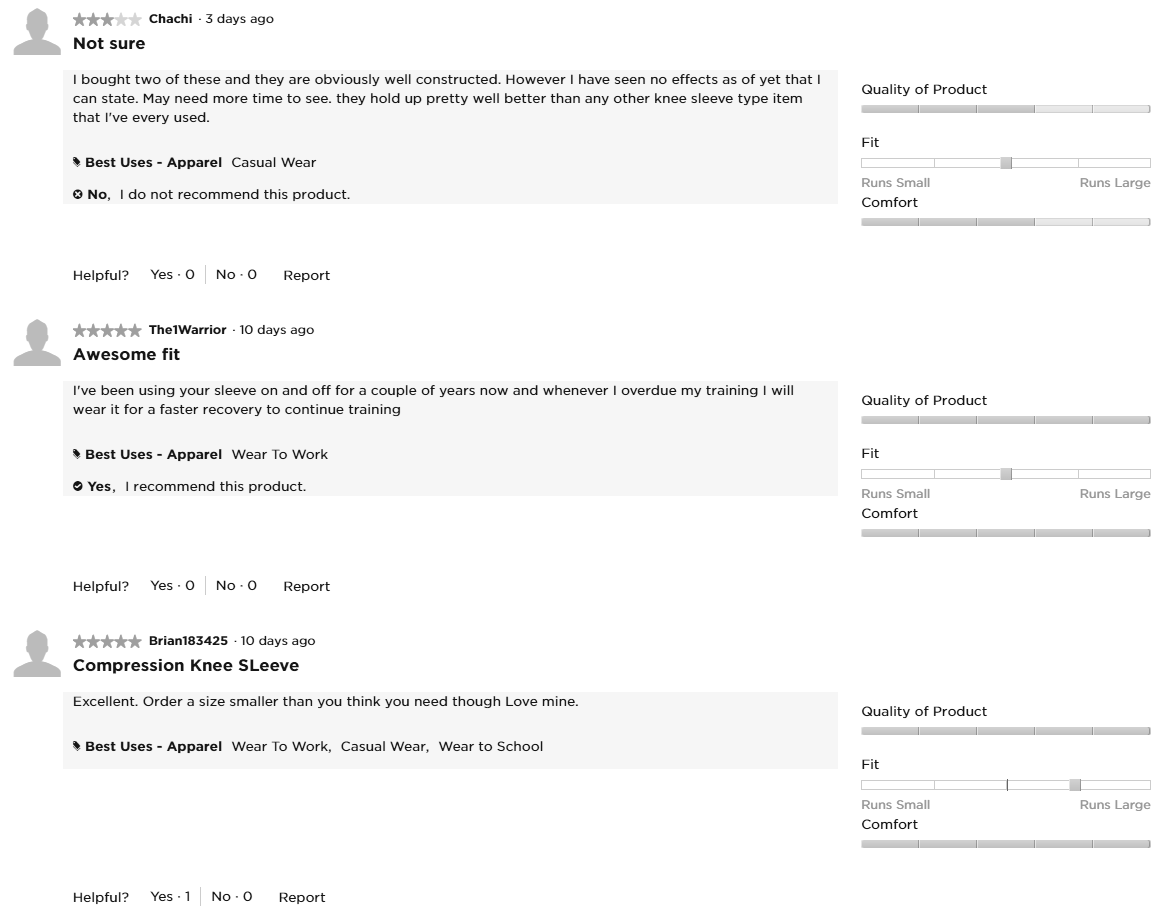 Chachi · 3 days ago
Not sure
I bought two of these and they are obviously well constructed. However I have seen no effects as of yet that I
can state. May need more time to see. they hold up pretty well better than any other knee sleeve type item
that I've every used.
Quality of Product
Fit
Best Uses - Apparel Casual Wear
Runs Small Runs Large
No, I do not recommend this product.
Comfort
Helpful? Yes · 0 No · 0 Report
The1Warrior · 10 days ago
Awesome fit
I've been using your sleeve on and off for a couple of years now and whenever I overdue my training I will
wear it for a faster recovery to continue training
Quality of Product
Best Uses - Apparel Wear To Work
Fit
Yes, I recommend this product.
Runs Small Runs Large
Comfort
Helpful? Yes · 0 No · 0 Report
Brian183425 · 10 days ago
Compression Knee SLeeve
Excellent. Order a size smaller than you think you need though Love mine.
Quality of Product
Best Uses - Apparel Wear To Work, Casual Wear, Wear to School
Fit
Runs Small Runs Large
Comfort
Helpful? Yes · 1 No · 0 Report